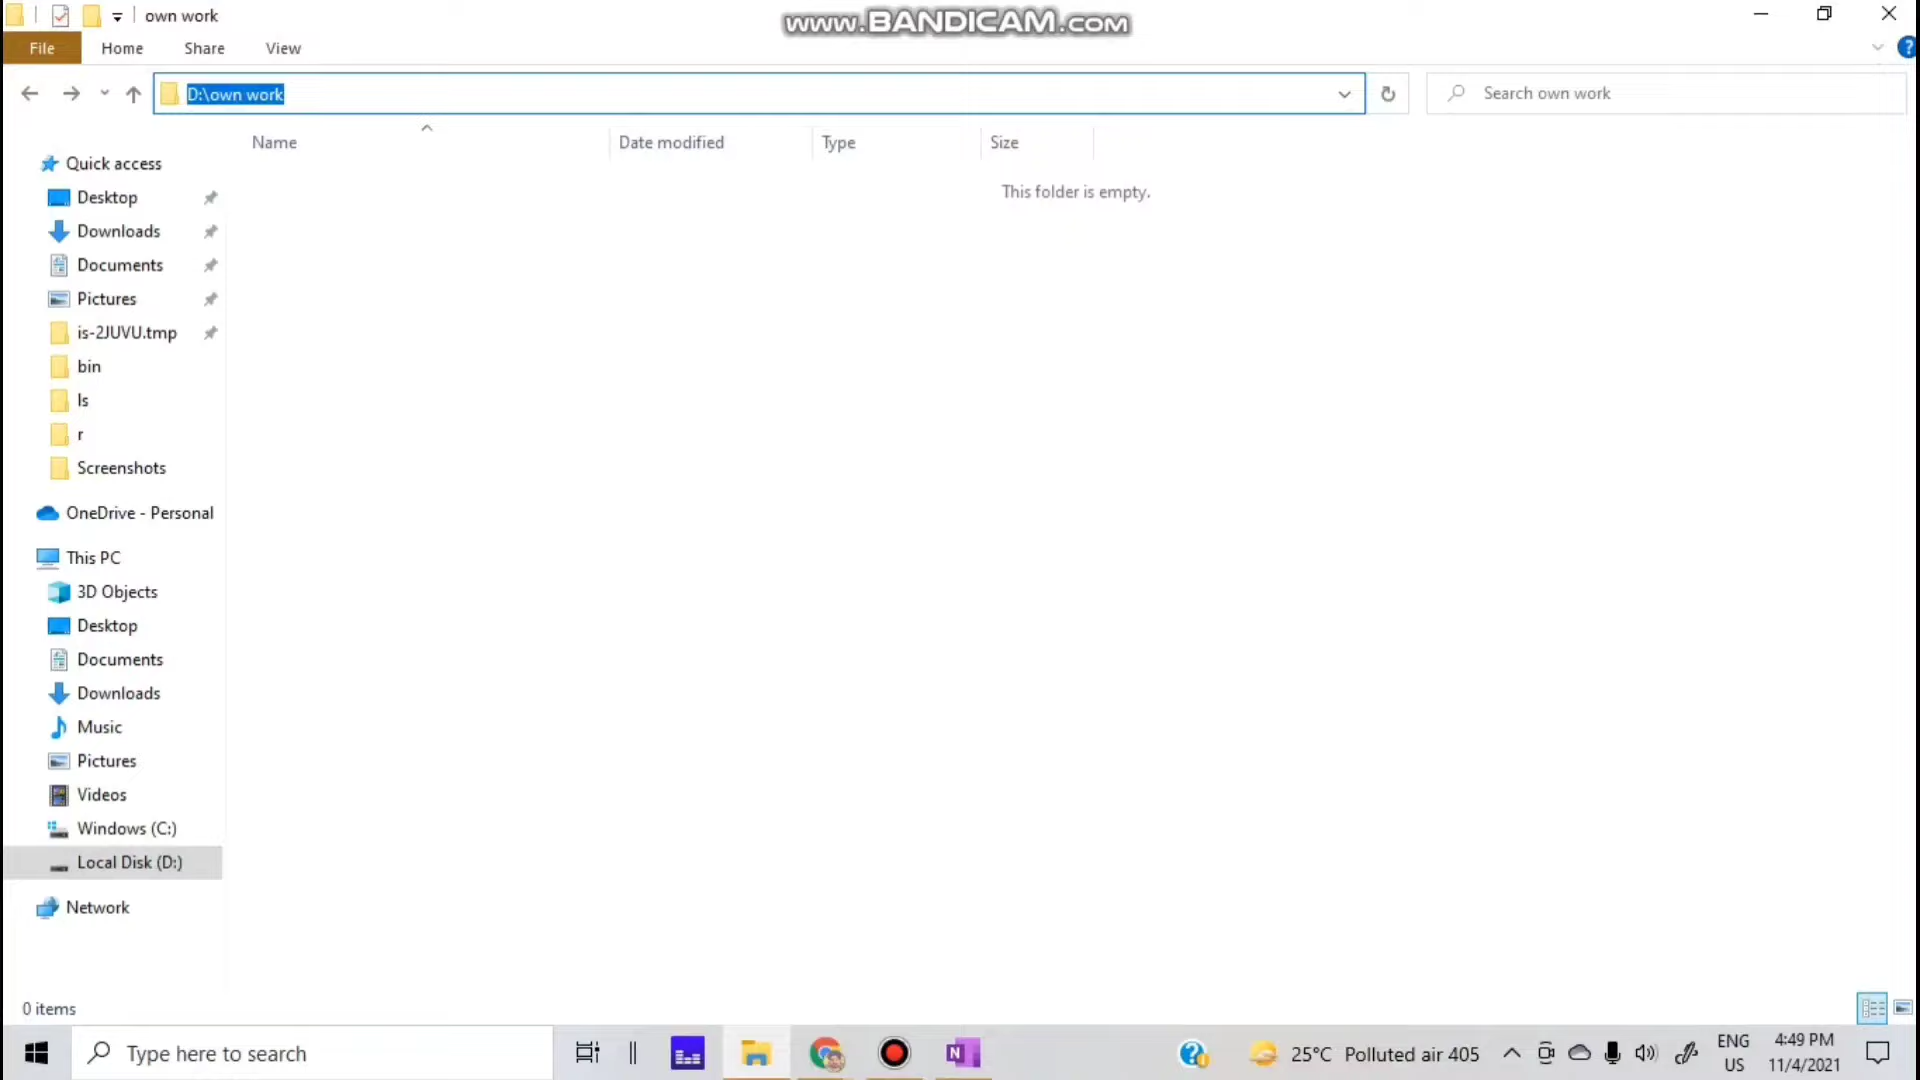 own work
www.BANDICAM.com
File Home Share View
D:\own work
Search own work
Name Date modified Type Size
This folder is empty.
Quick access
Desktop
Downloads
Documents
Pictures
is-2JUVU.tmp
bin
ls
r
Screenshots
OneDrive - Personal
This PC
3D Objects
Desktop
Documents
Downloads
Music
Pictures
Videos
Windows (C:)
Local Disk (D:)
Network
0 items
Type here to search
25°C Polluted air 405
ENG
US
4:49 PM
11/4/2021